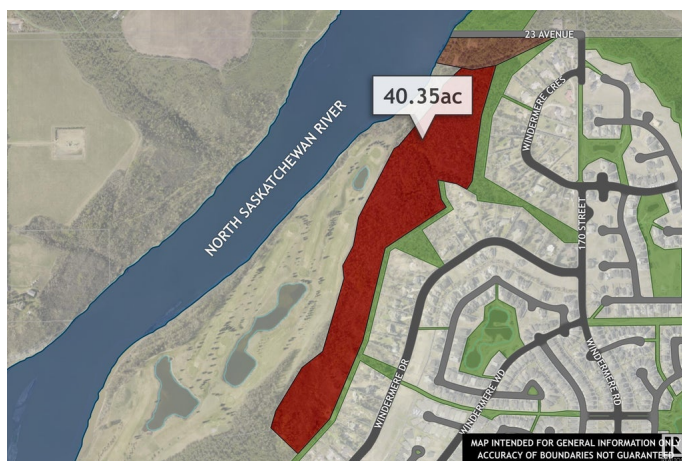 23 AVENUE
40.35ac
WINDERMERE CRES
NORTH SASKATCHEWAN RIVER
170 STREET
WINDERMERE DR
WINDERMERE WD
WINDERMERE RD
MAP INTENDED FOR GENERAL INFORMATION ONLY
ACCURACY OF BOUNDARIES NOT GUARANTEED